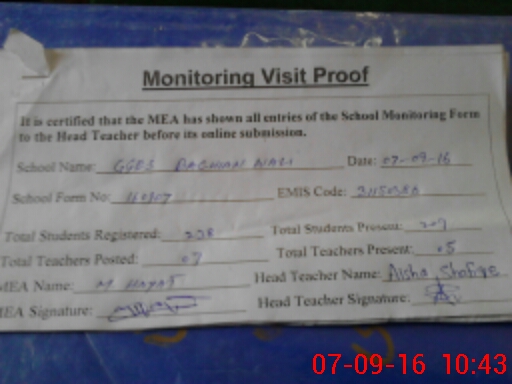 Monitoring Visit Proof
It is certified that the MEA has shown all entries of the School Monitoring Form
to the Head Teacher before its online submission.
School Name: GGES Date: 07-09-16
School Form No: EMIS Code:
Total Students Registered: 238 Total Students Present: 207
Total Teachers Posted: 07 Total Teachers Present: 05
MEA Name: M HAYAT Head Teacher Name: Aisha Shafiqe
MEA Signature: Head Teacher Signature:
07-09-16 10:43